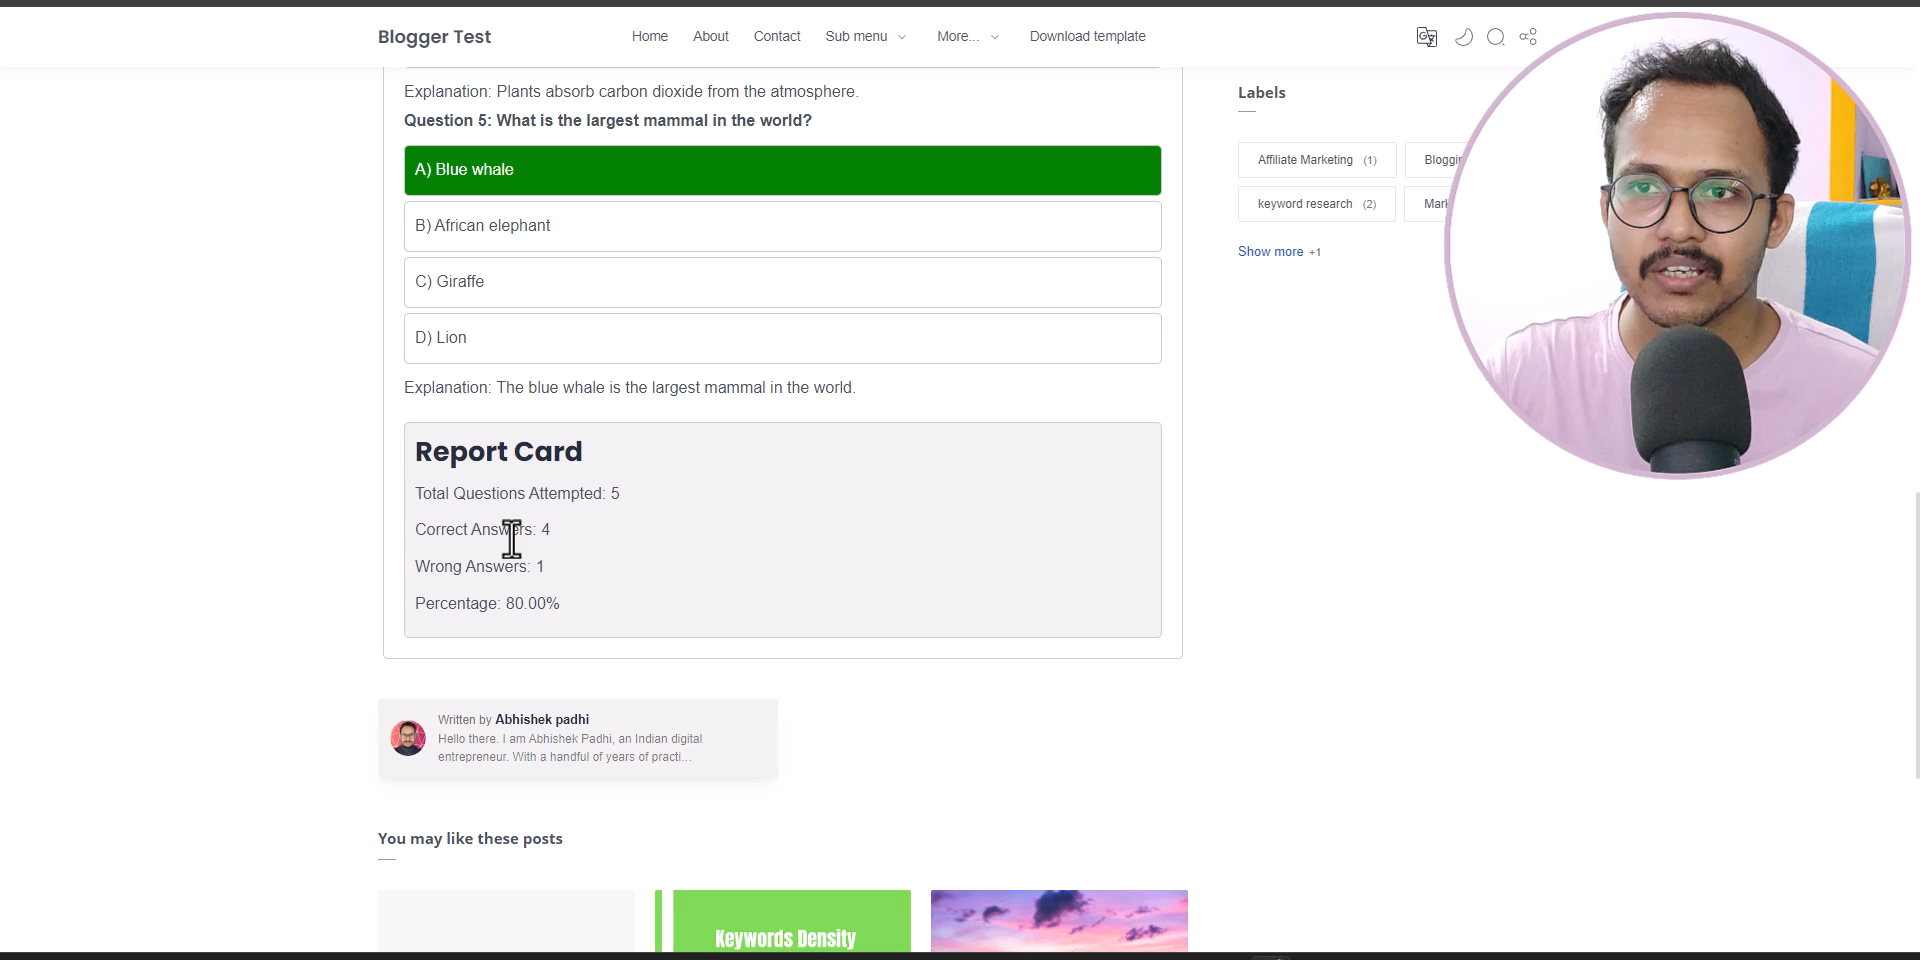 Blogger Test
Home
About
Contact
Sub menu
More...
Download template
Explanation: Plants absorb carbon dioxide from the atmosphere.
Question 5: What is the largest mammal in the world?
A) Blue whale
B) African elephant
C) Giraffe
D) Lion
Explanation: The blue whale is the largest mammal in the world.
Report Card
Total Questions Attempted: 5
Correct Answers: 4
Wrong Answers: 1
Percentage: 80.00%
Labels
Affiliate Marketing (1)
keyword research (2)
Show more +1
Written by Abhishek padhi
Hello there. I am Abhishek Padhi, an Indian digital
entrepreneur. With a handful of years of practi...
You may like these posts
Keywords Density